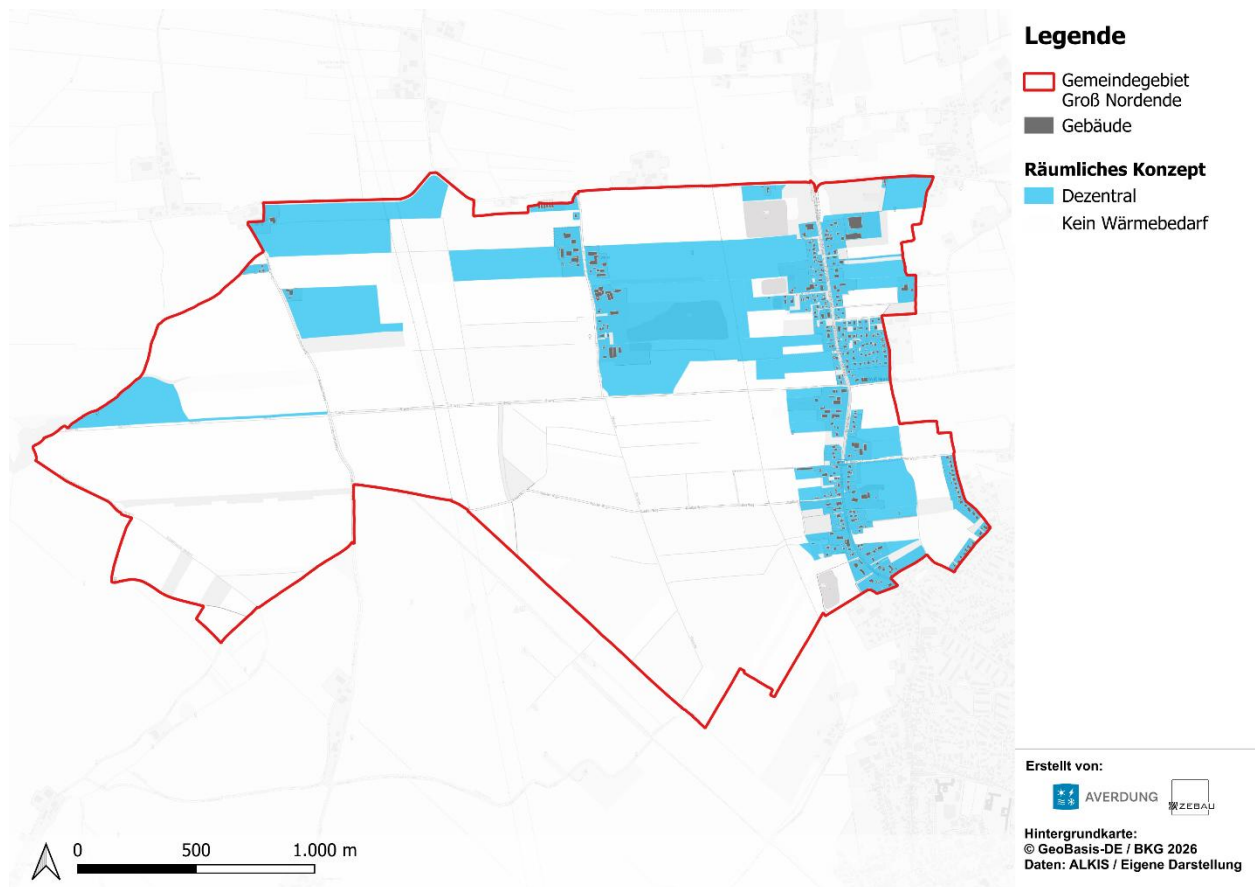 Legende
Gemeindegebiet
Groß Nordende
Gebäude
Räumliches Konzept
Dezentral
Kein Wärmebedarf
Erstellt von:
AVERDUNG
ZEBAU
Hintergrundkarte:
© GeoBasis-DE / BKG 2026
Daten: ALKIS / Eigene Darstellung
0 500 1.000 m